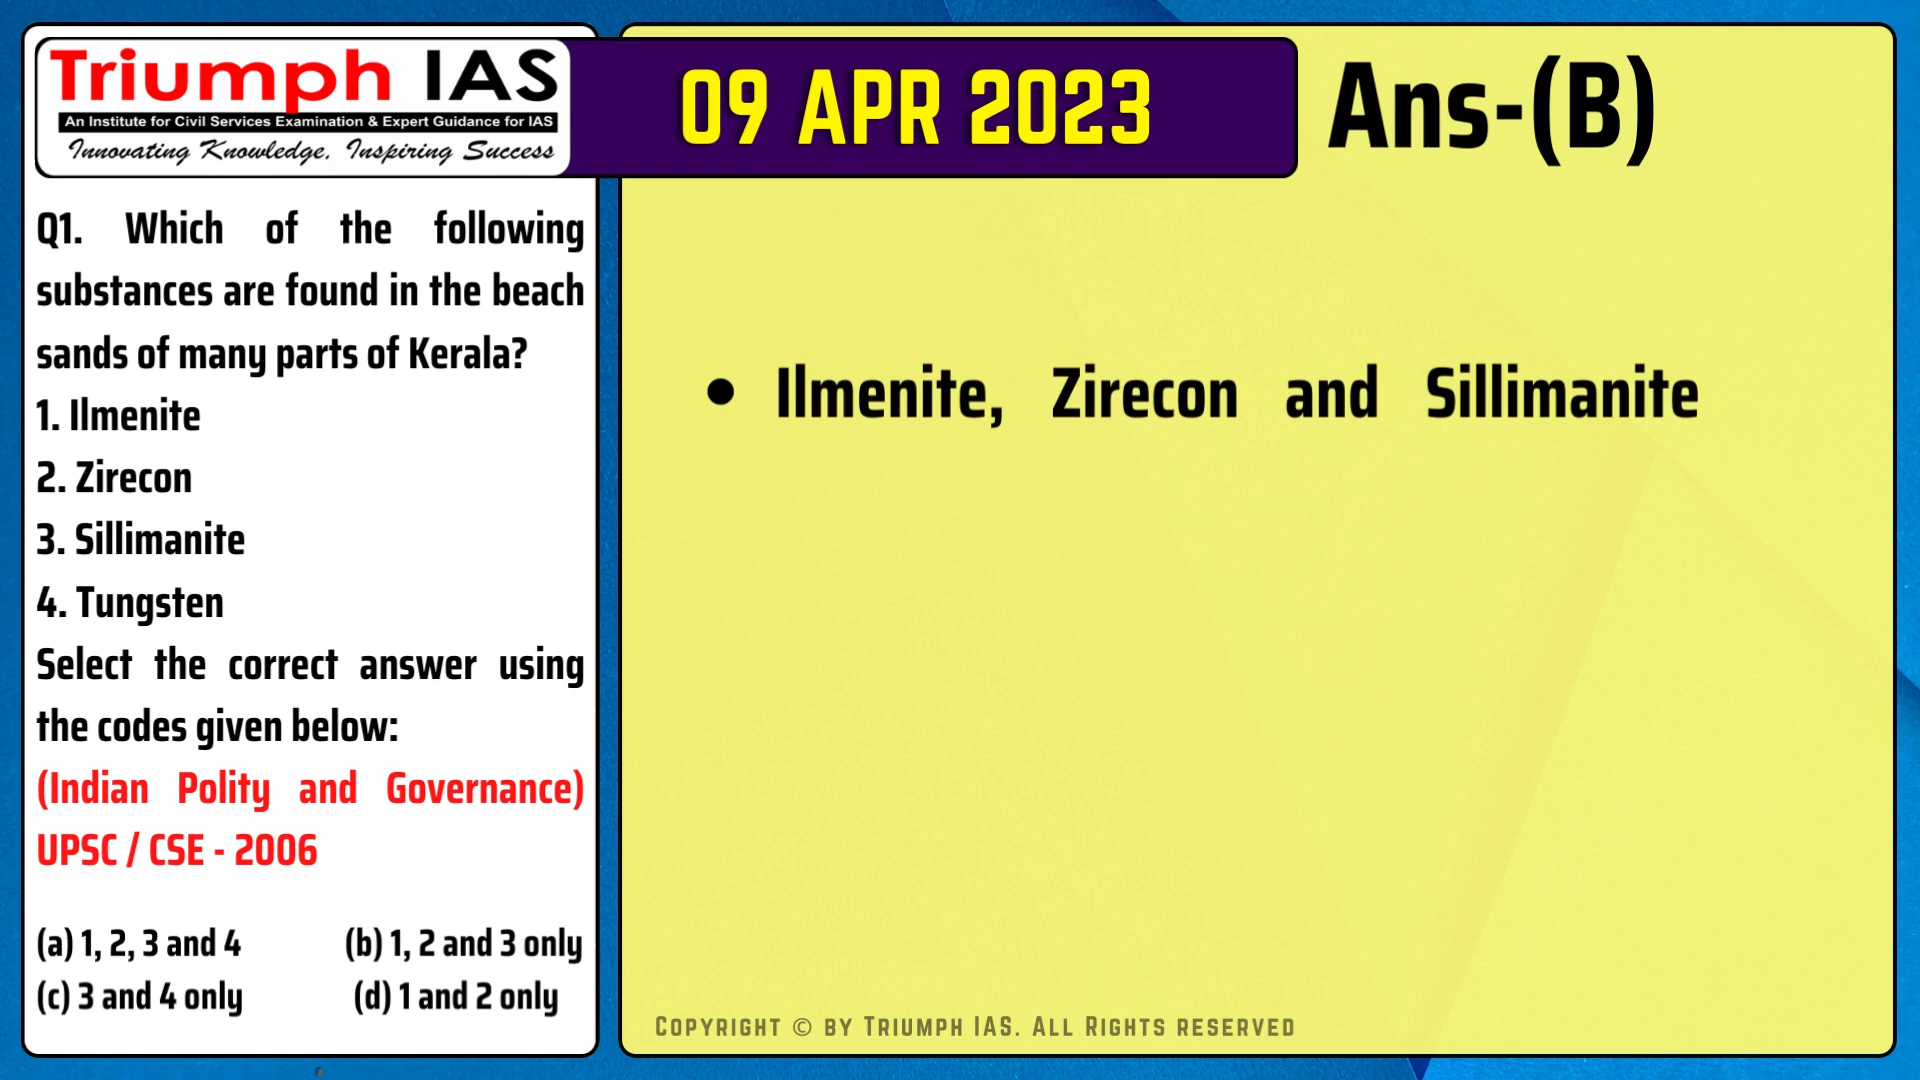 Triumph IAS
An Institute for Civil Services Examination & Expert Guidance for IAS
Innovating Knowledge, Inspiring Success
09 APR 2023
Ans-(B)
Q1. Which of the following
substances are found in the beach
sands of many parts of Kerala?
1. Ilmenite
2. Zirecon
3. Sillimanite
4. Tungsten
Select the correct answer using
the codes given below:
(Indian Polity and Governance)
UPSC / CSE - 2006
(a) 1, 2, 3 and 4 (b) 1, 2 and 3 only
(c) 3 and 4 only (d) 1 and 2 only
• Ilmenite, Zirecon and Sillimanite
Copyright © by Triumph IAS. All Rights reserved